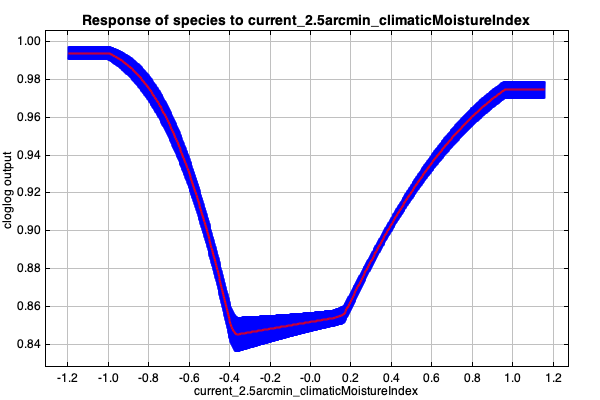 Response of species to current_2.5arcmin_climaticMoistureIndex
1.00
0.98
0.96
0.94
0.92
0.90
0.88
0.86
0.84
cloglog output
-1.2 -1.0 -0.8 -0.6 -0.4 -0.2 -0.0 0.2 0.4 0.6 0.8 1.0 1.2
current_2.5arcmin_climaticMoistureIndex